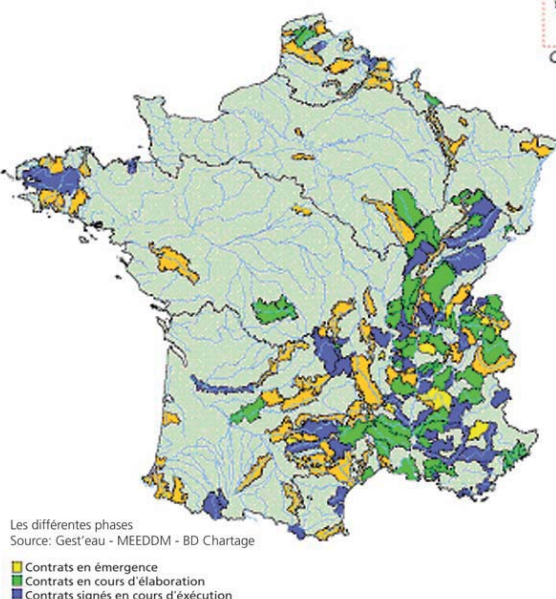 Les différentes phases
Source: Gest'eau - MEEDDM - BD Chartage
Contrats en émergence
Contrats en cours d'élaboration
Contrats signés en cours d'éxécution